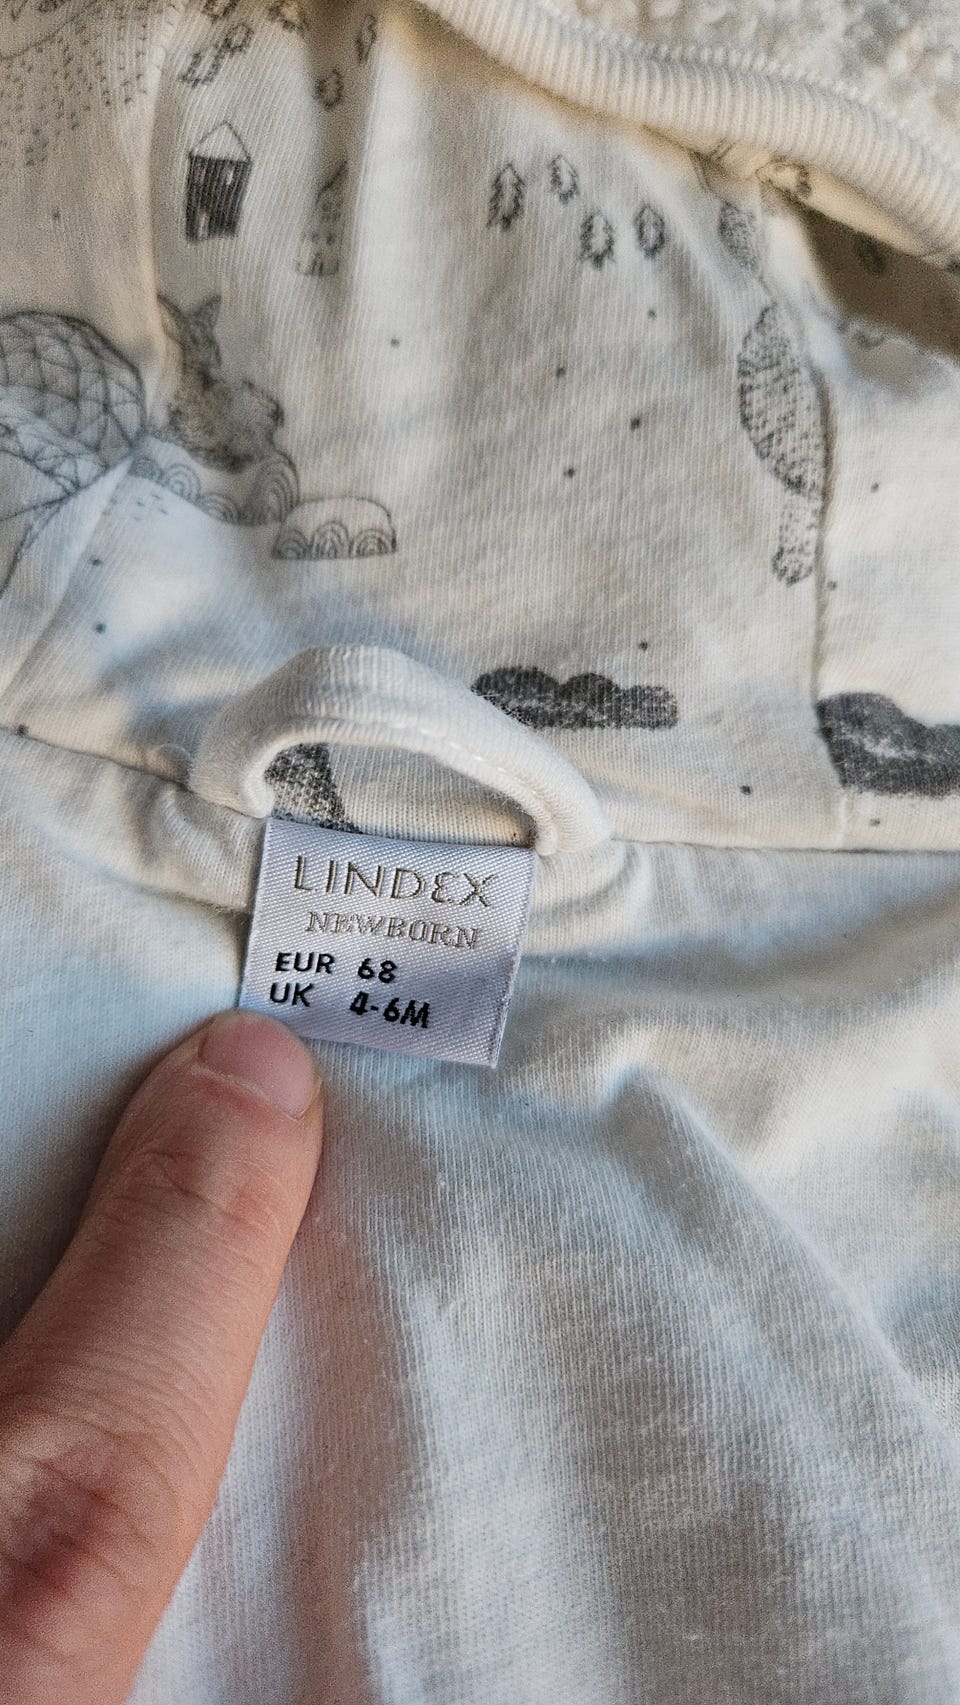 LINDEX
NEWBORN
EUR 68
UK 4-6M